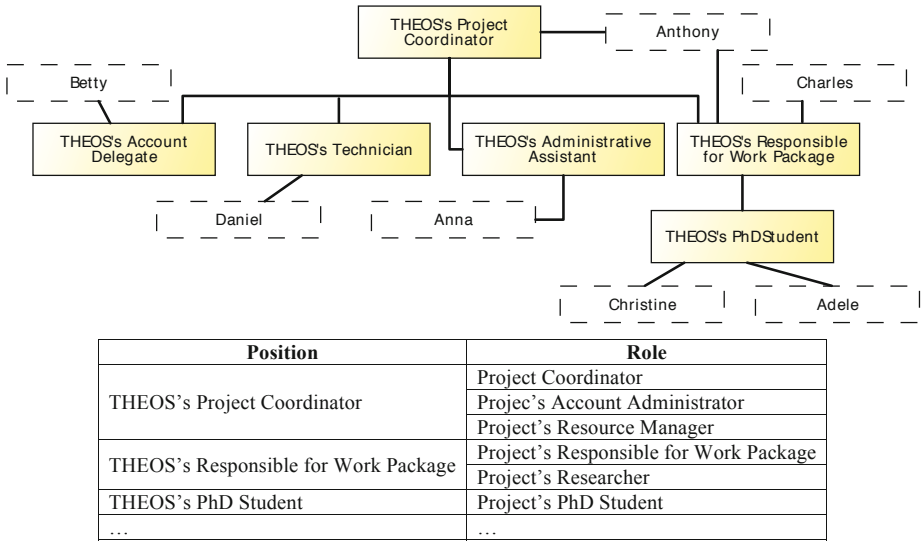 THEOS's Project
Coordinator
Anthony
Betty
Charles
THEOS's Account
Delegate
THEOS's Technician
THEOS's Administrative
Assistant
THEOS's Responsible
for Work Package
Daniel
Anna
THEOS's PhDStudent
Christine
Adele
Position
Role
THEOS's Project Coordinator
Project Coordinator
Projec's Account Administrator
Project's Resource Manager
THEOS's Responsible for Work Package
Project's Responsible for Work Package
Project's Researcher
THEOS's PhD Student
Project's PhD Student
…
…